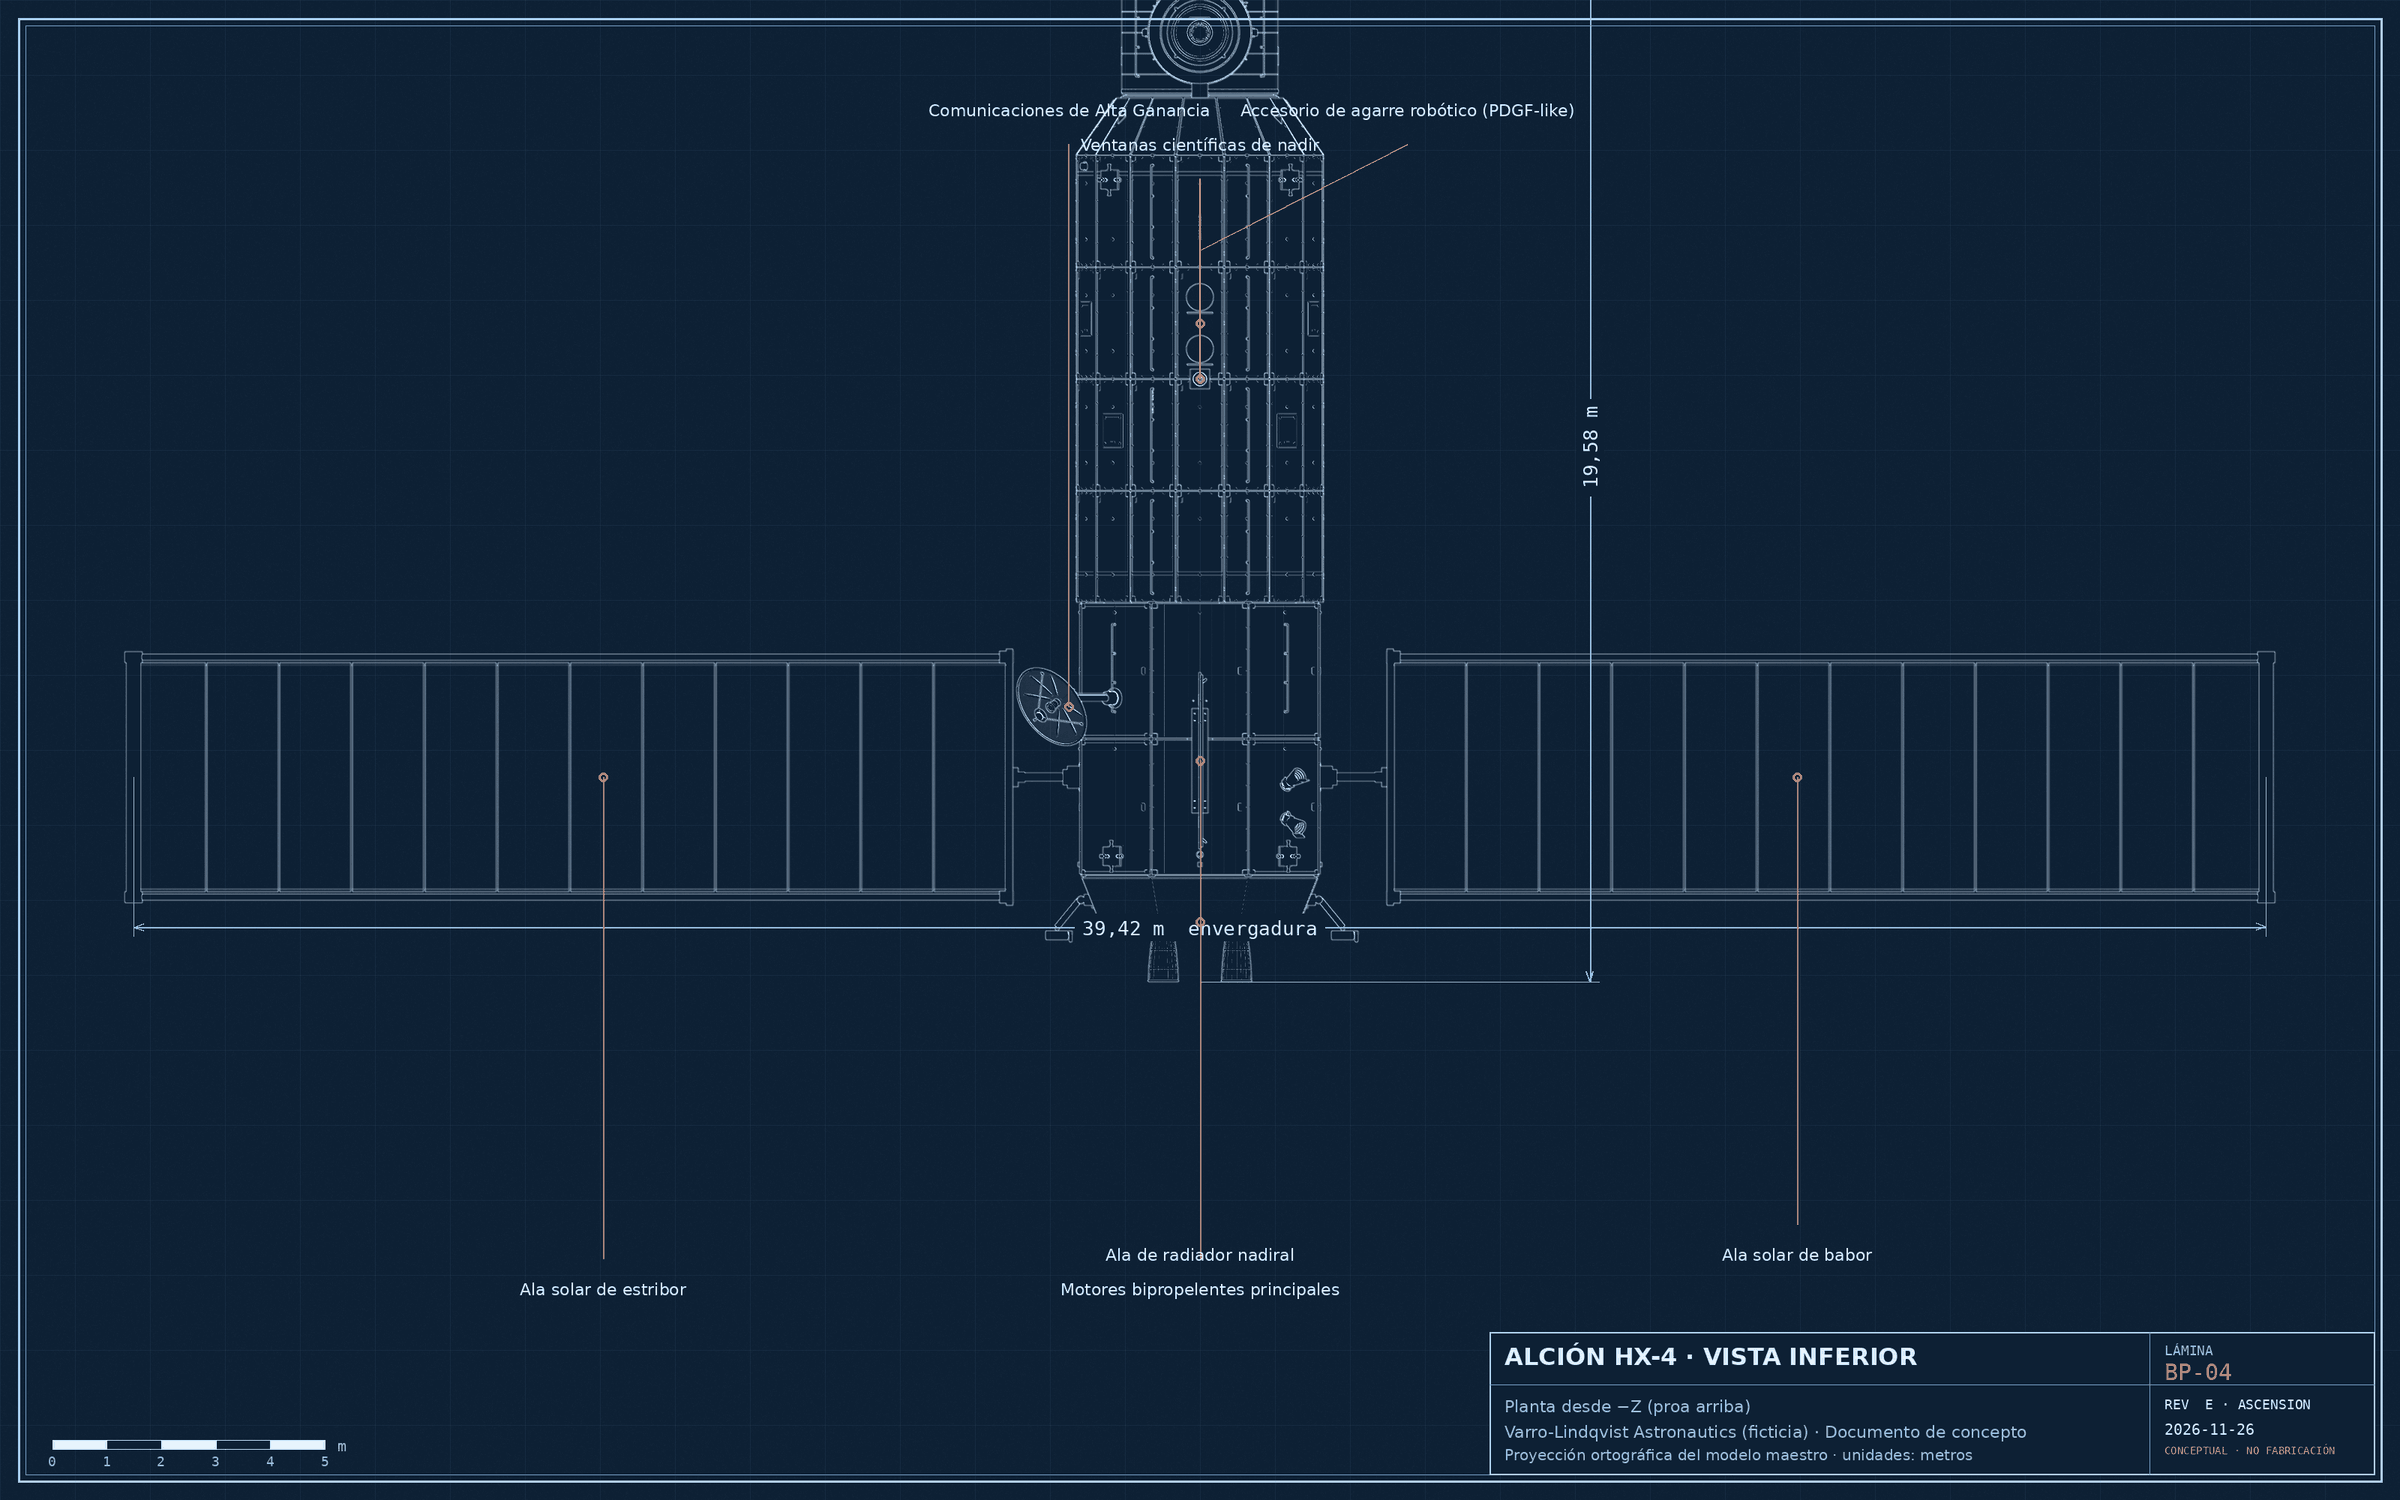 Comunicaciones de Alta Ganancia
Accesorio de agarre robótico (PDGF-like)
Ventanas científicas de nadir
19,58 m
39,42 m  envergadura
Ala de radiador nadiral
Ala solar de babor
Ala solar de estribor
Motores bipropelentes principales
ALCIÓN HX-4 · VISTA INFERIOR
Planta desde −Z (proa arriba)
Varro-Lindqvist Astronautics (ficticia) · Documento de concepto
Proyección ortográfica del modelo maestro · unidades: metros
LÁMINA
BP-04
REV  E · ASCENSION
2026-11-26
CONCEPTUAL · NO FABRICACIÓN
m
0 1 2 3 4 5